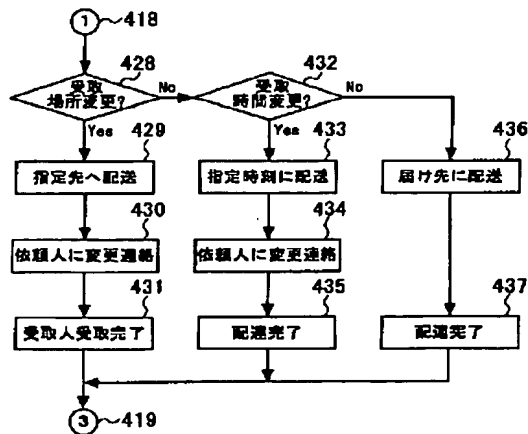 1 418
428
受取
場所変更?
No
Yes
432
受取
時間変更?
No
Yes
429
指定先へ配送
433
指定時刻に配送
436
届け先に配送
430
依頼人に変更連絡
434
依頼人に変更連絡
431
受取人受取完了
435
配達完了
437
配達完了
3 419